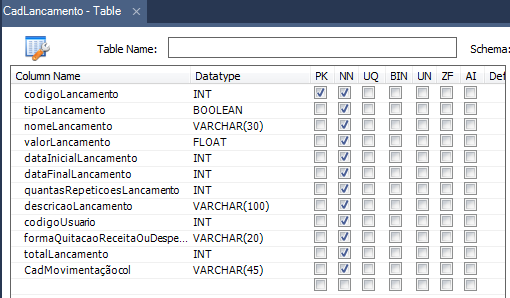 CadLancamento - Table
Table Name: Schema:
Column Name Datatype PK NN UQ BIN UN ZF AI Def
codigoLancamento INT
tipoLancamento BOOLEAN
nomeLancamento VARCHAR(30)
valorLancamento FLOAT
dataInicialLancamento INT
dataFinalLancamento INT
quantasRepeticoesLancamento INT
descricaoLancamento VARCHAR(100)
codigoUsuario INT
formaQuitacaoReceitaOuDespe... VARCHAR(20)
totalLancamento INT
CadMovimentaçãocol VARCHAR(45)